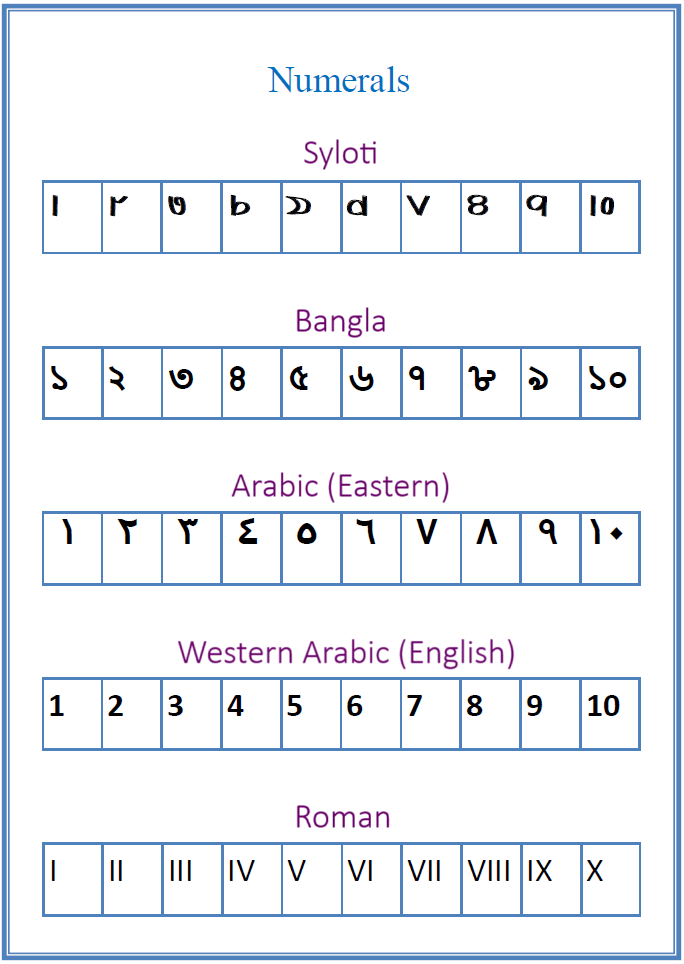 Numerals
Syloti
Bangla
১ ২ ৩ ৪ ৫ ৬ ৭ ৮ ৯ ১০
Arabic (Eastern)
١ ٢ ٣ ٤ ٥ ٦ ٧ ٨ ٩ ١٠
Western Arabic (English)
1 2 3 4 5 6 7 8 9 10
Roman
I II III IV V VI VII VIII IX X